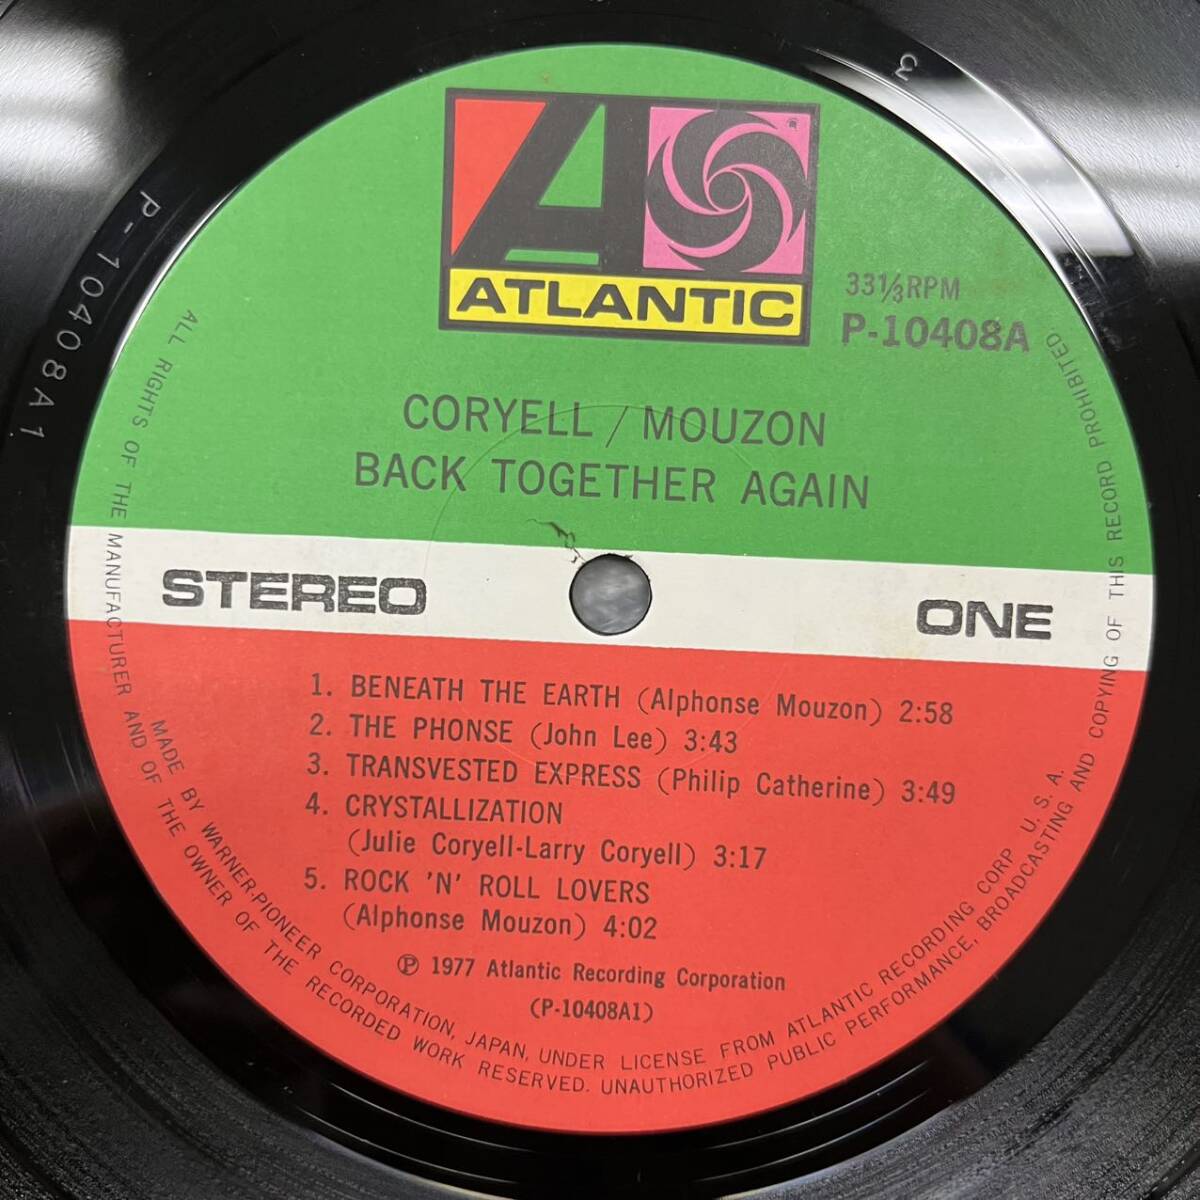 ATLANTIC
33⅓RPM
P-10408A
CORYELL / MOUZON
BACK TOGETHER AGAIN
STEREO
ONE
1. BENEATH THE EARTH (Alphonse Mouzon) 2:58
2. THE PHONSE (John Lee) 3:43
3. TRANSVESTED EXPRESS (Philip Catherine) 3:49
4. CRYSTALLIZATION
(Julie Coryell-Larry Coryell) 3:17
5. ROCK 'N' ROLL LOVERS
(Alphonse Mouzon) 4:02
℗ 1977 Atlantic Recording Corporation
(P-10408A1)
MADE BY WARNER-PIONEER CORPORATION, JAPAN, UNDER LICENSE FROM ATLANTIC RECORDING CORP. U.S.A.
ALL RIGHTS OF THE MANUFACTURER AND OF THE OWNER OF THE RECORDED WORK RESERVED. UNAUTHORIZED PUBLIC PERFORMANCE, BROADCASTING AND COPYING OF THIS RECORD PROHIBITED.
P-10408A1
3